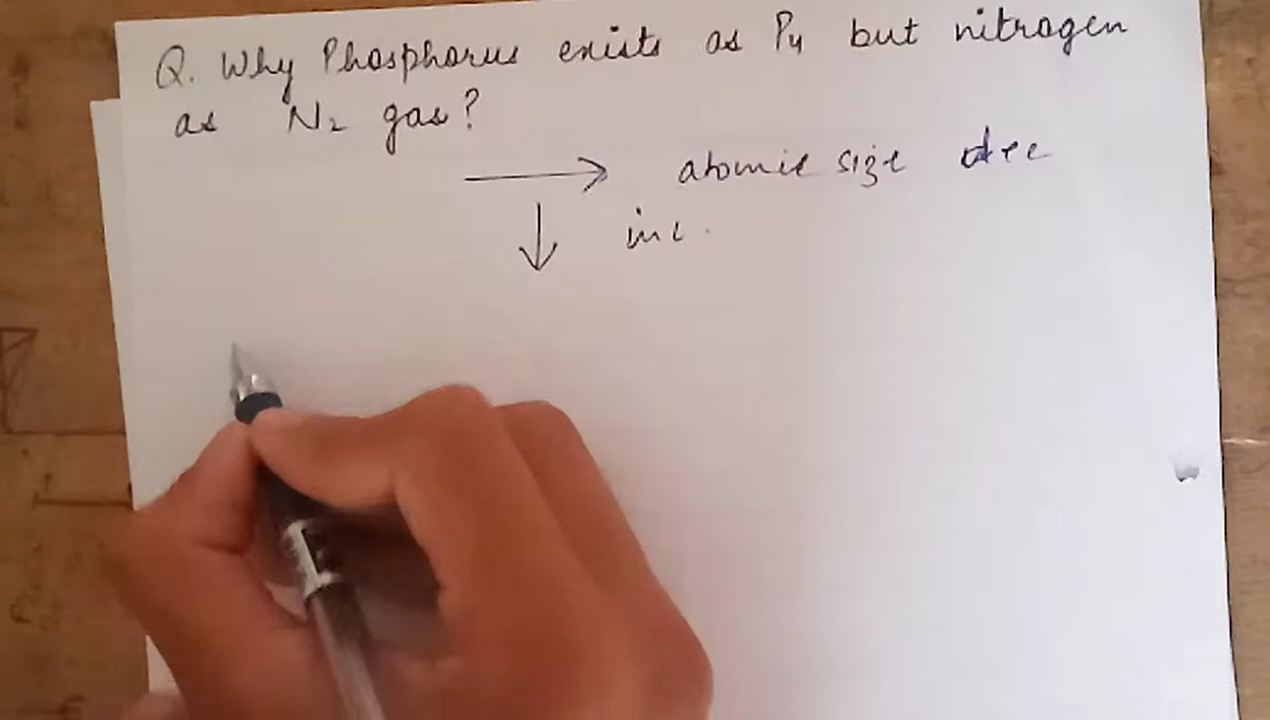 Q. Why Phosphorus exists as P4 but nitrogen
as N2 gas?
→ atomic size dec
↓ inc.